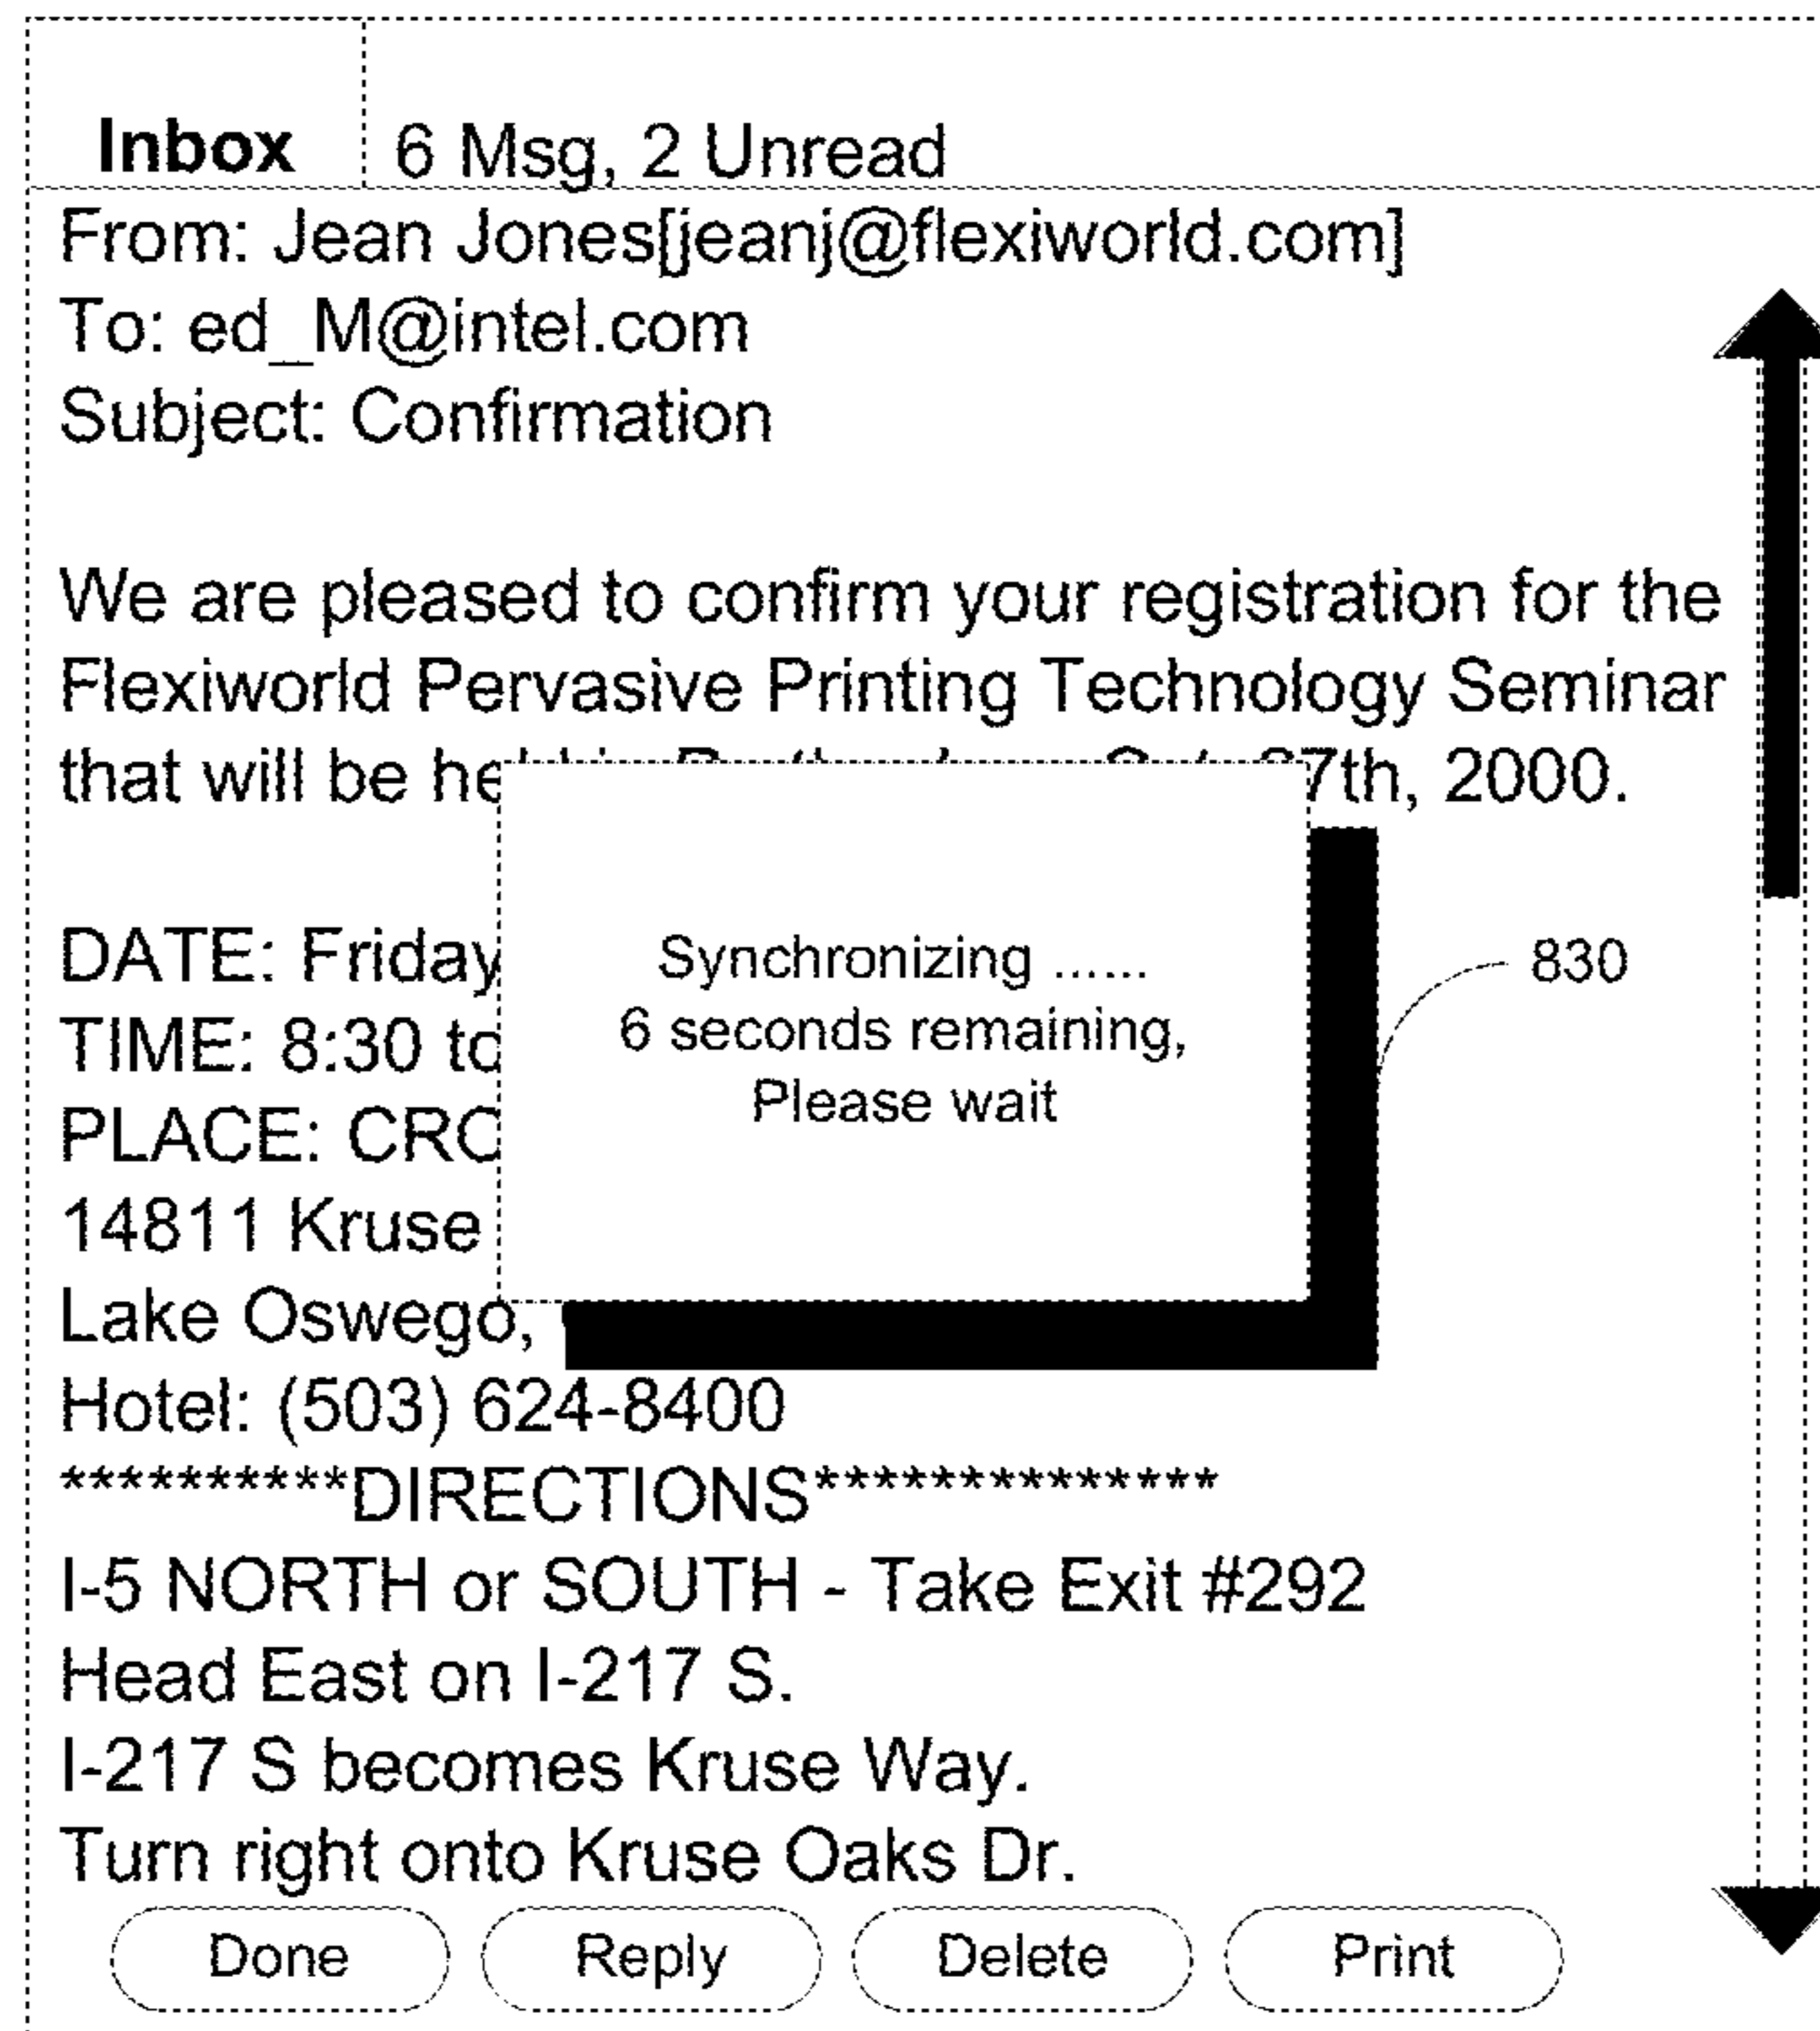 Inbox 6 Msg, 2 Unread
From: Jean Jones[jeanj@flexiworld.com]
To: ed_M@intel.com
Subject: Confirmation
We are pleased to confirm your registration for the
Flexiworld Pervasive Printing Technology Seminar
that will be 7th, 2000.
DATE: Friday
TIME: 8:30
PLACE:
14811 Kruse
Lake Oswego,
Synchronizing ......
6 seconds remaining,
Please wait
830
Hotel: (503) 624-8400
**********DIRECTIONS**************
I-5 NORTH or SOUTH - Take Exit #292
Head East on I-217 S.
I-217 S becomes Kruse Way.
Turn right onto Kruse Oaks Dr.
Done Reply Delete Print